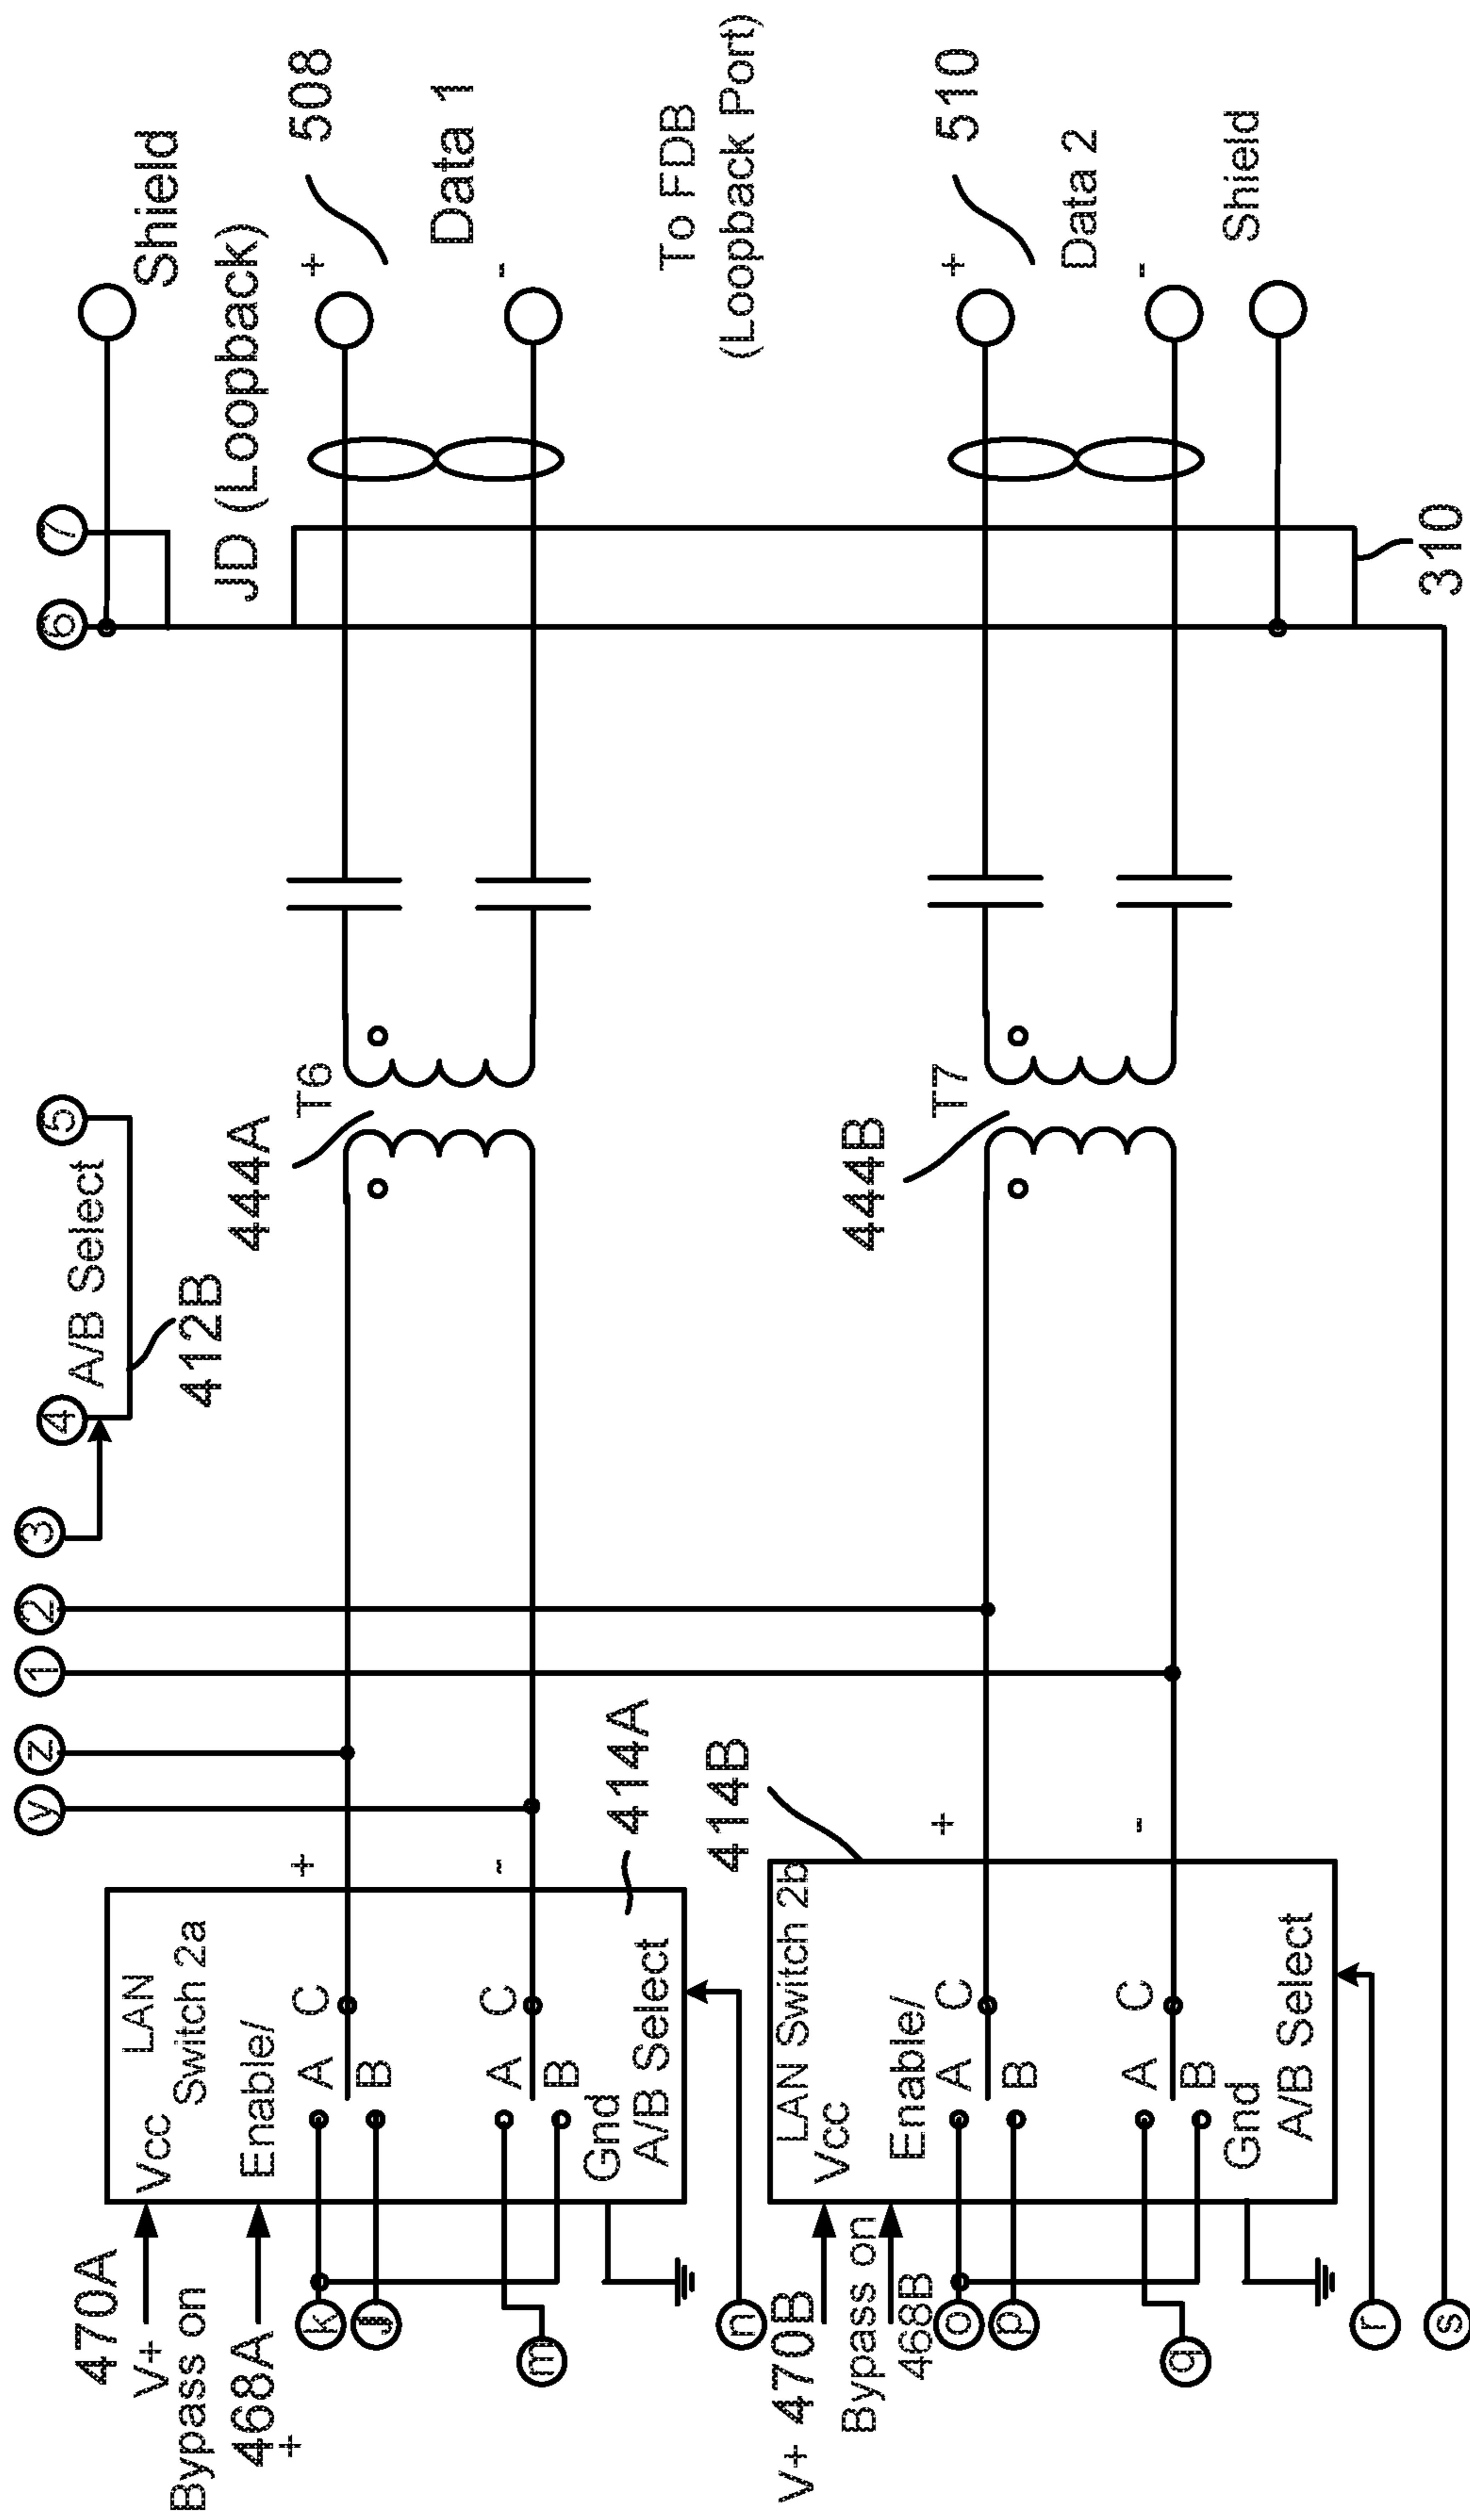 y
z
1
2
3
4
5
6
7
A/B Select
412B
Shield
JD (Loopback)
508
+
Data 1
-
To FDB
(Loopback Port)
510
+
Data 2
-
Shield
310
444A
T6
444B
T7
470A
V+
Bypass on
468A
+
LAN
Switch 2a
Vcc
Enable/
+
A
C
B
-
A
C
B
Gnd
A/B Select
414A
k
j
m
n
414B
V+ 470B
Bypass on
468B
LAN Switch 2b
Vcc
Enable/
+
A
C
B
-
A
C
B
Gnd
A/B Select
o
p
q
r
s